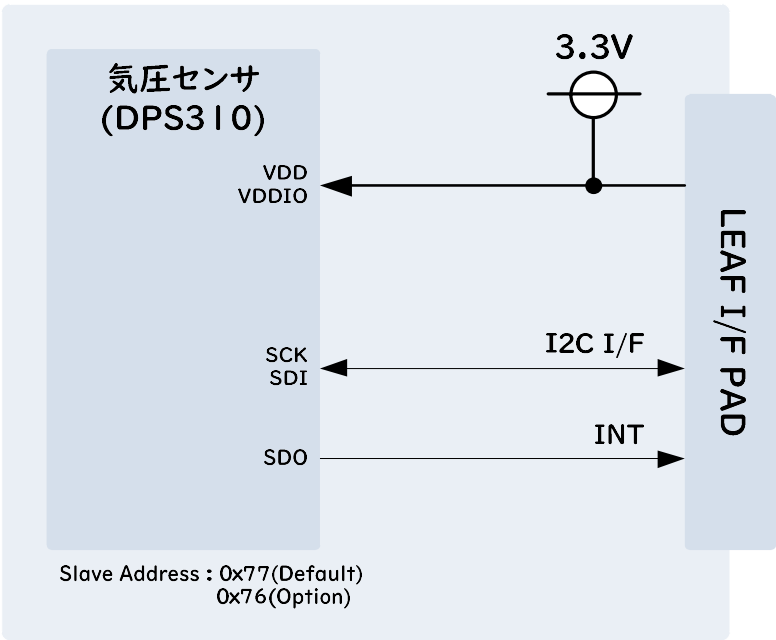 3.3V
気圧センサ
(DPS310)
VDD
VDDIO
LEAF I/F PAD
I2C I/F
SCK
SDI
INT
SDO
Slave Address : 0x77(Default)
0x76(Option)